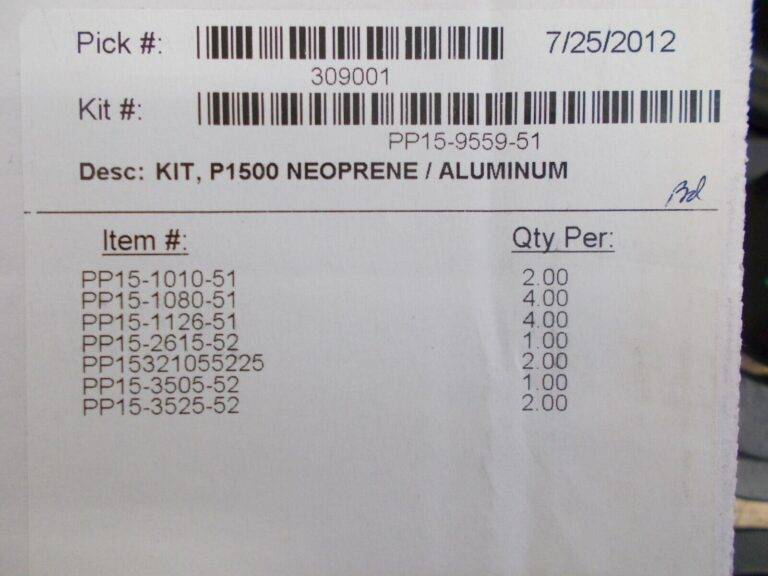 Pick #: 7/25/2012
309001
Kit #:
PP15-9559-51
Desc: KIT, P1500 NEOPRENE / ALUMINUM
Item #: Qty Per:
PP15-1010-51 2.00
PP15-1080-51 4.00
PP15-1126-51 4.00
PP15-2615-52 1.00
PP15321055225 2.00
PP15-3505-52 1.00
PP15-3525-52 2.00